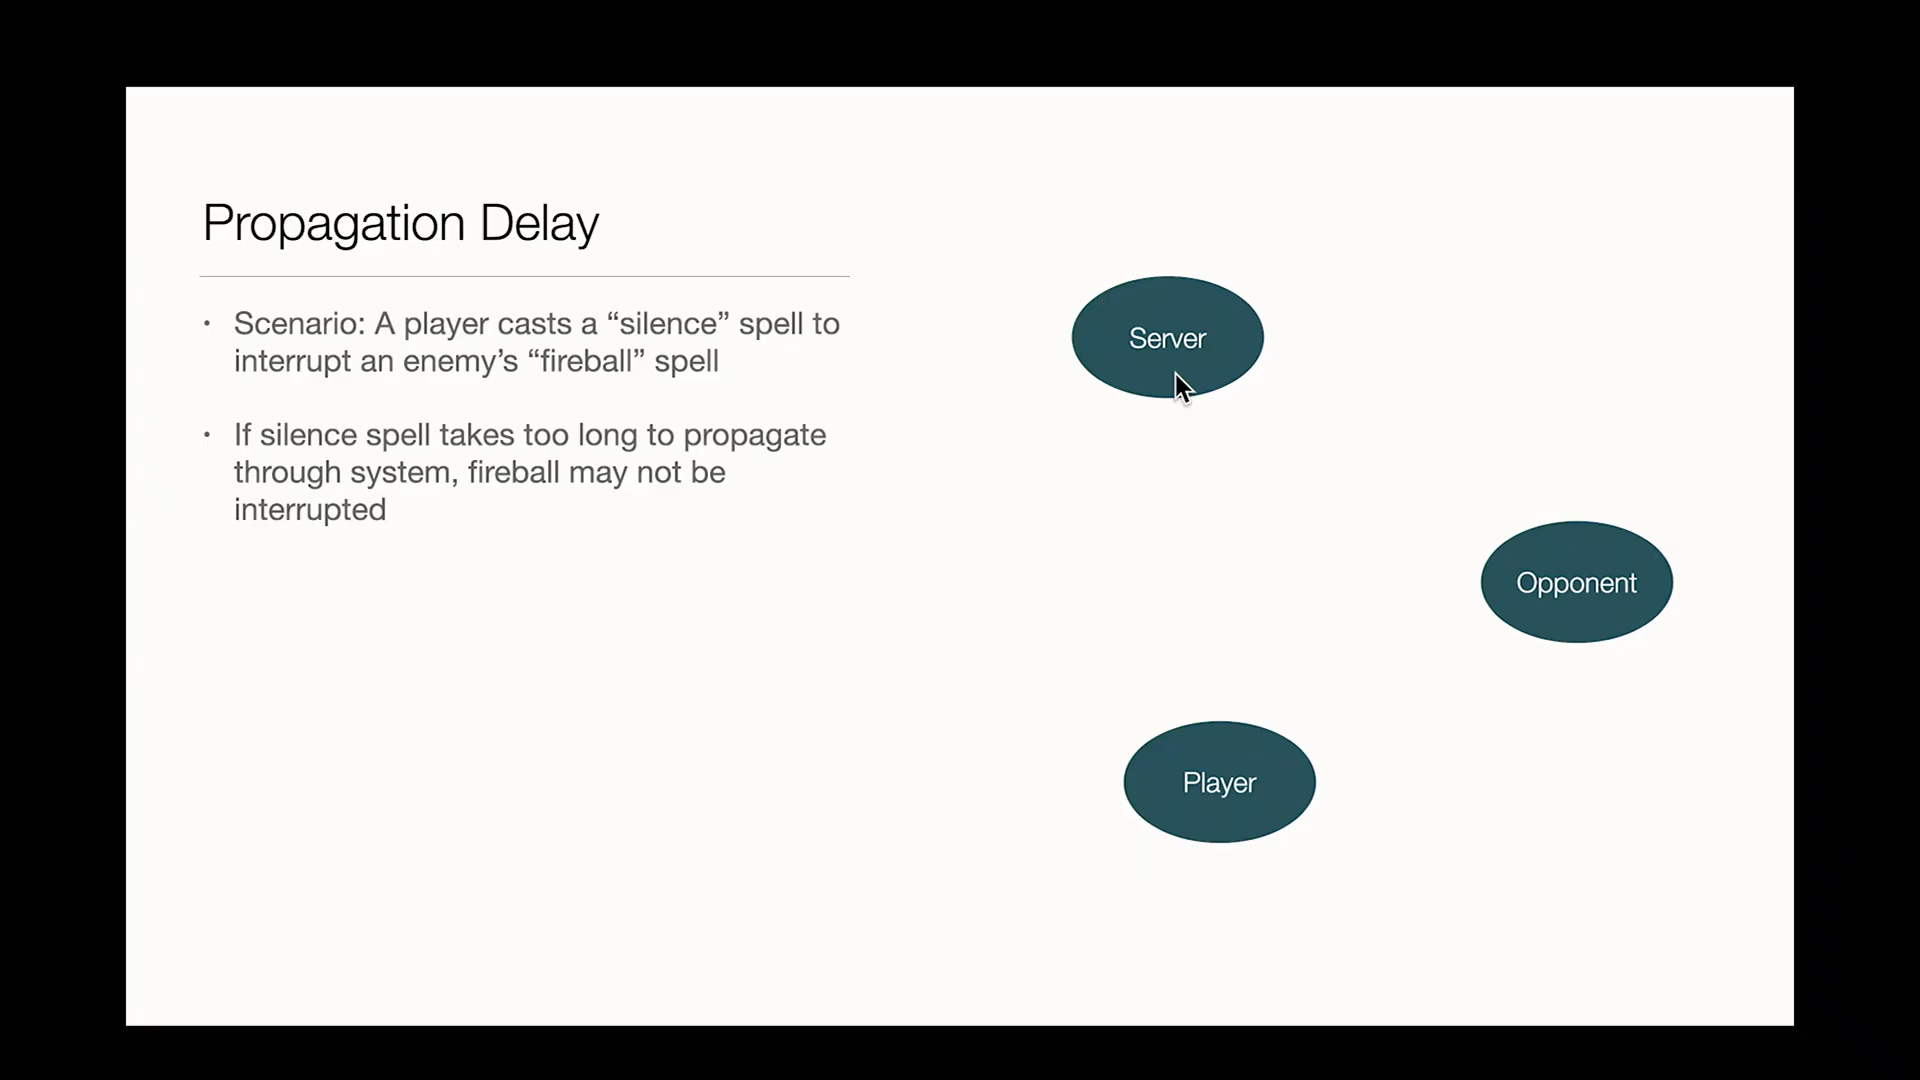 Propagation Delay
• Scenario: A player casts a “silence” spell to
interrupt an enemy’s “fireball” spell
• If silence spell takes too long to propagate
through system, fireball may not be
interrupted
Server
Opponent
Player